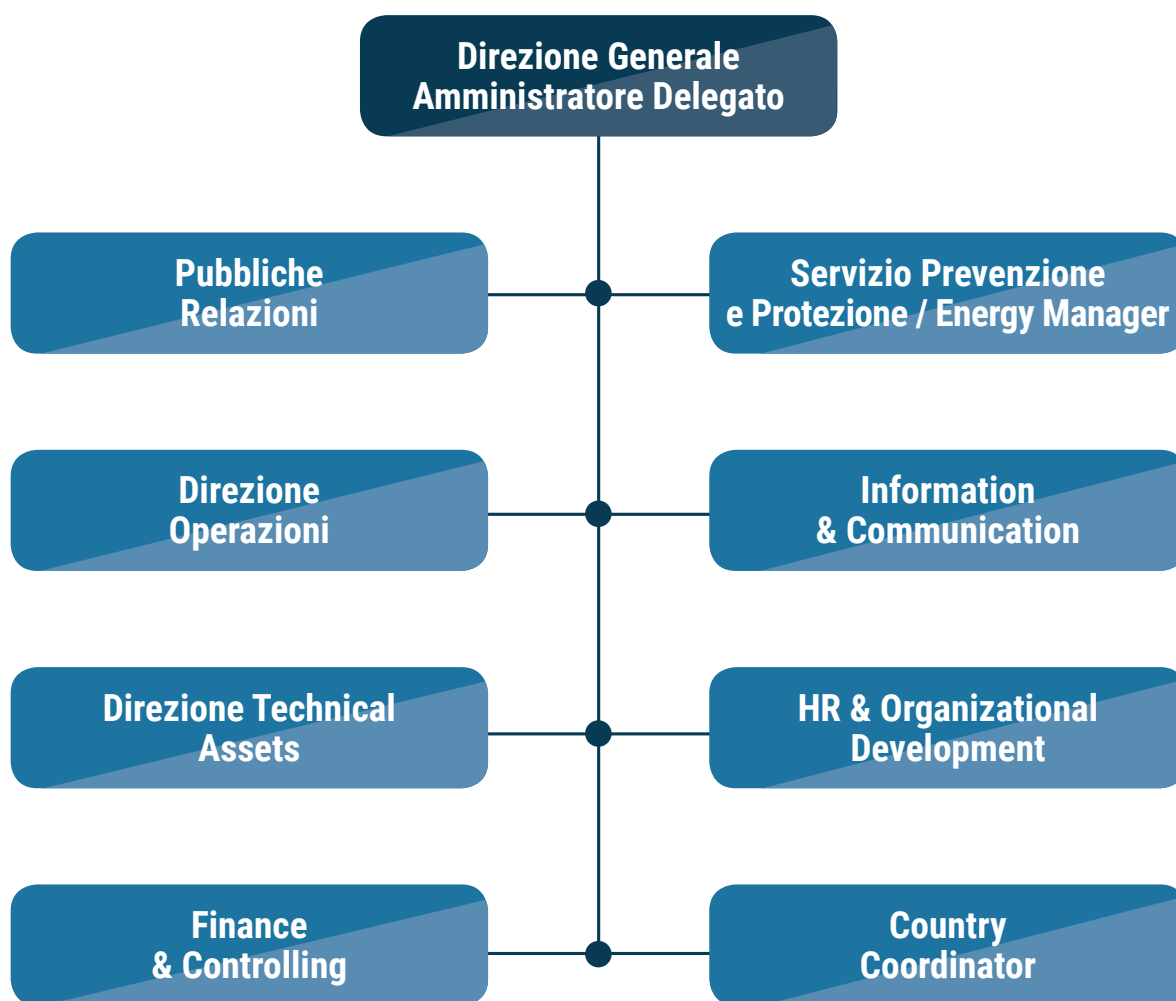 Direzione Generale
Amministratore Delegato
Pubbliche
Relazioni
Servizio Prevenzione
e Protezione / Energy Manager
Direzione
Operazioni
Information
& Communication
Direzione Technical
Assets
HR & Organizational
Development
Finance
& Controlling
Country
Coordinator